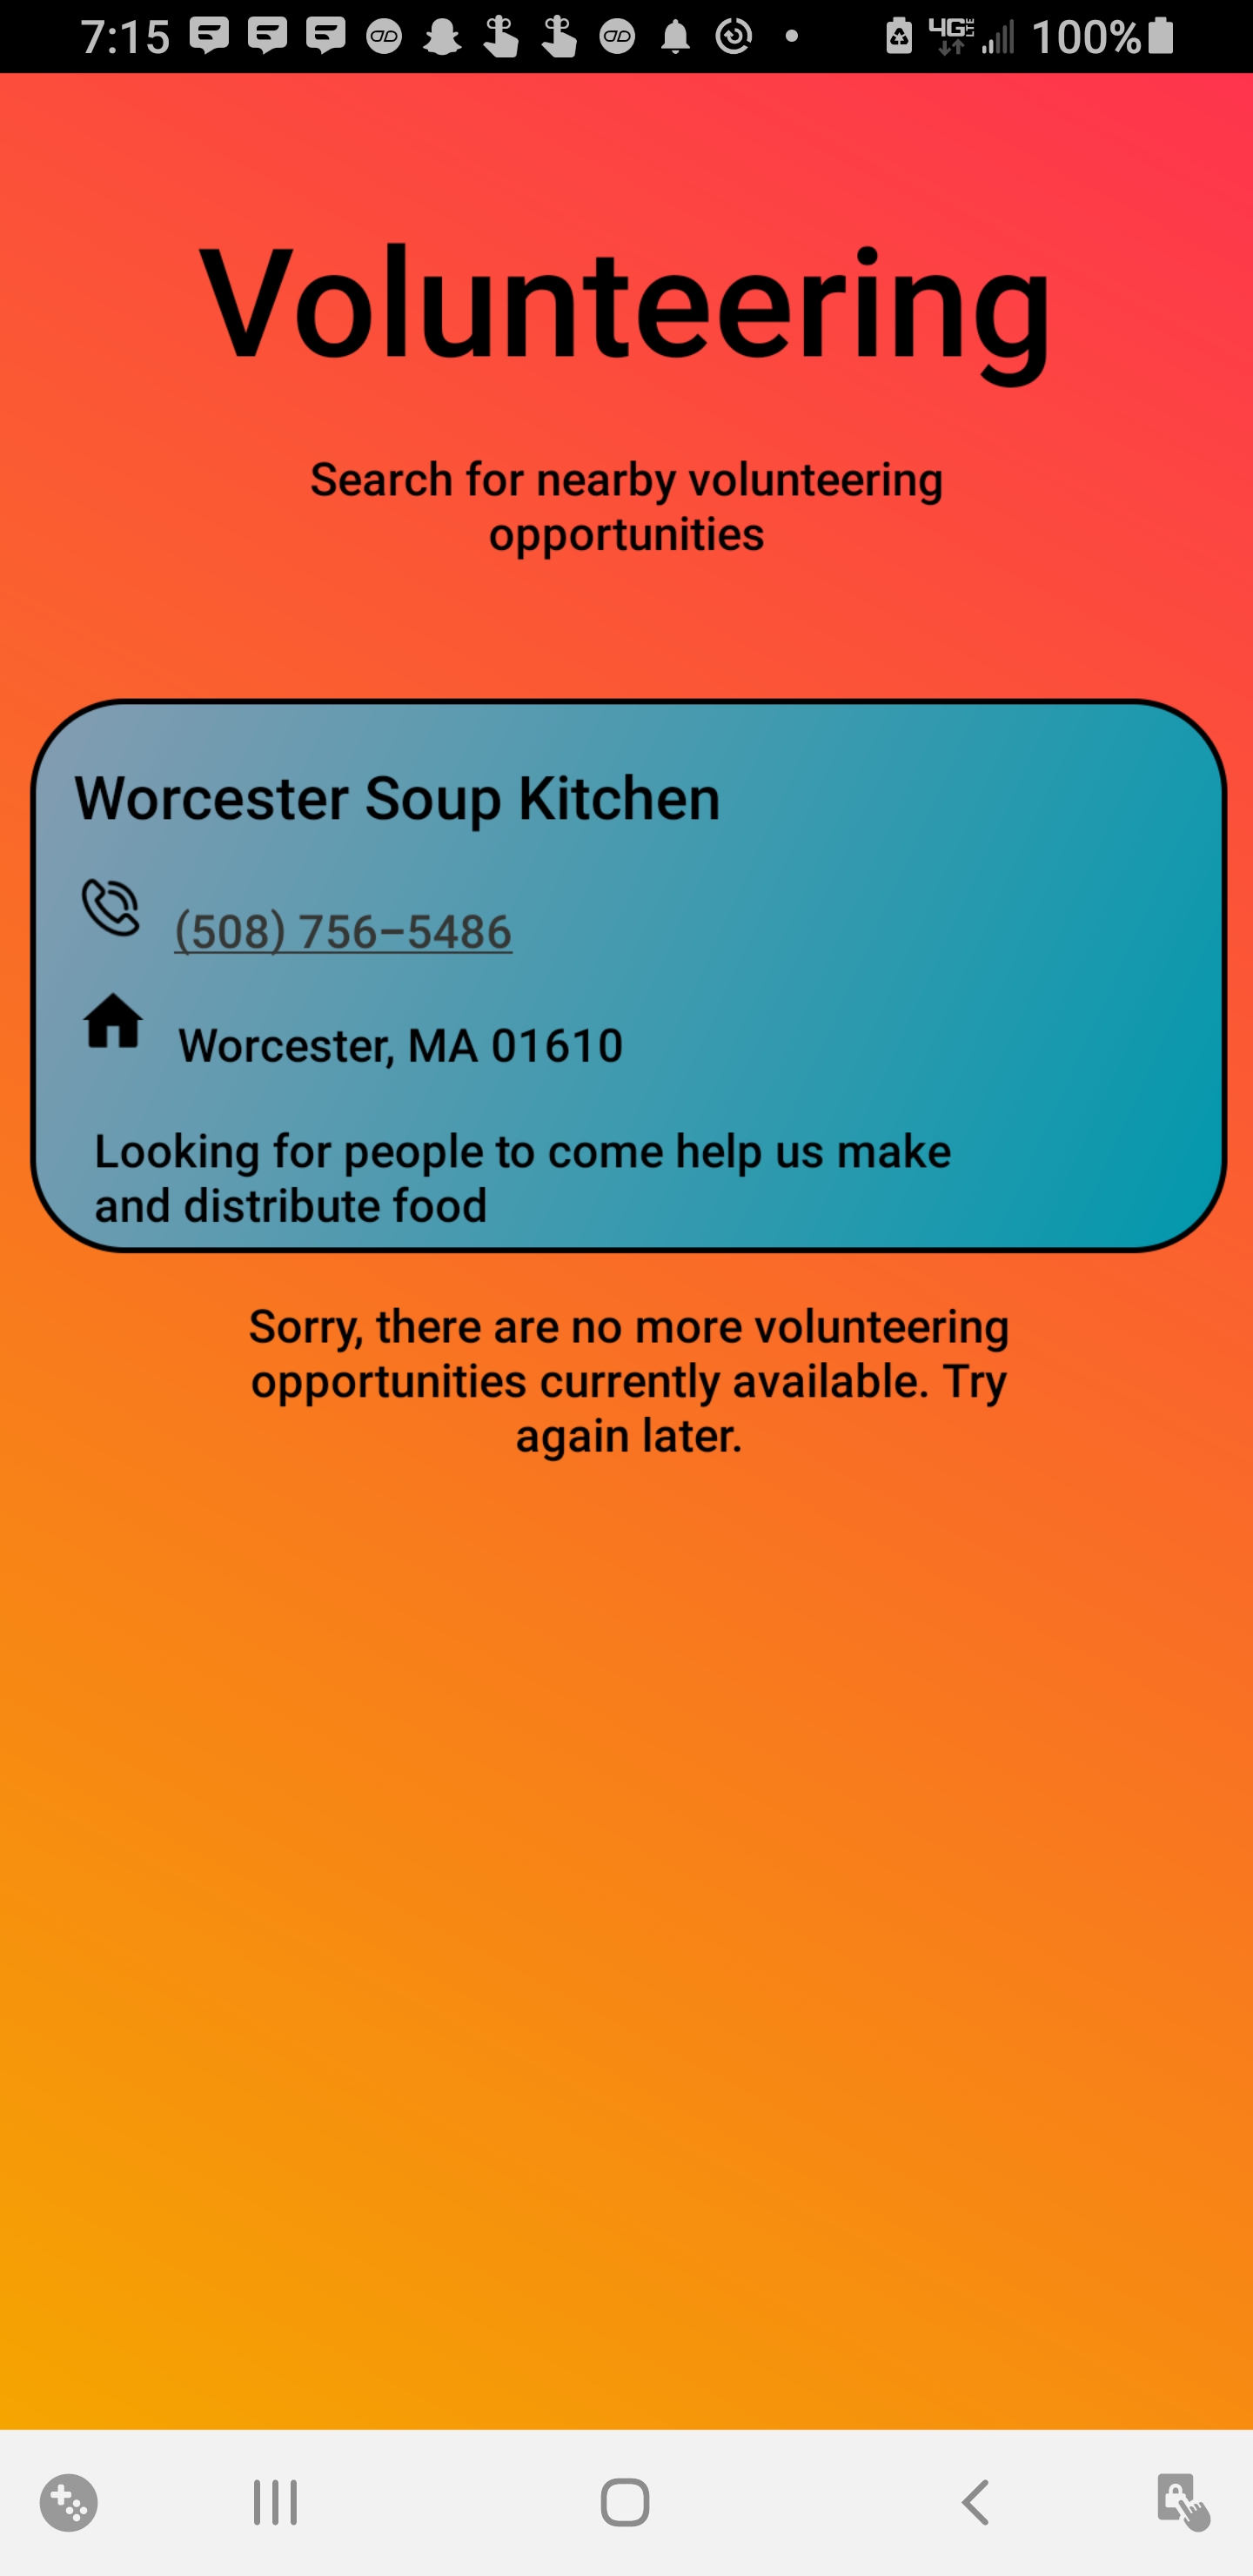 7:15
4G LTE
100%
Volunteering
Search for nearby volunteering
opportunities
Worcester Soup Kitchen
(508) 756–5486
Worcester, MA 01610
Looking for people to come help us make
and distribute food
Sorry, there are no more volunteering
opportunities currently available. Try
again later.